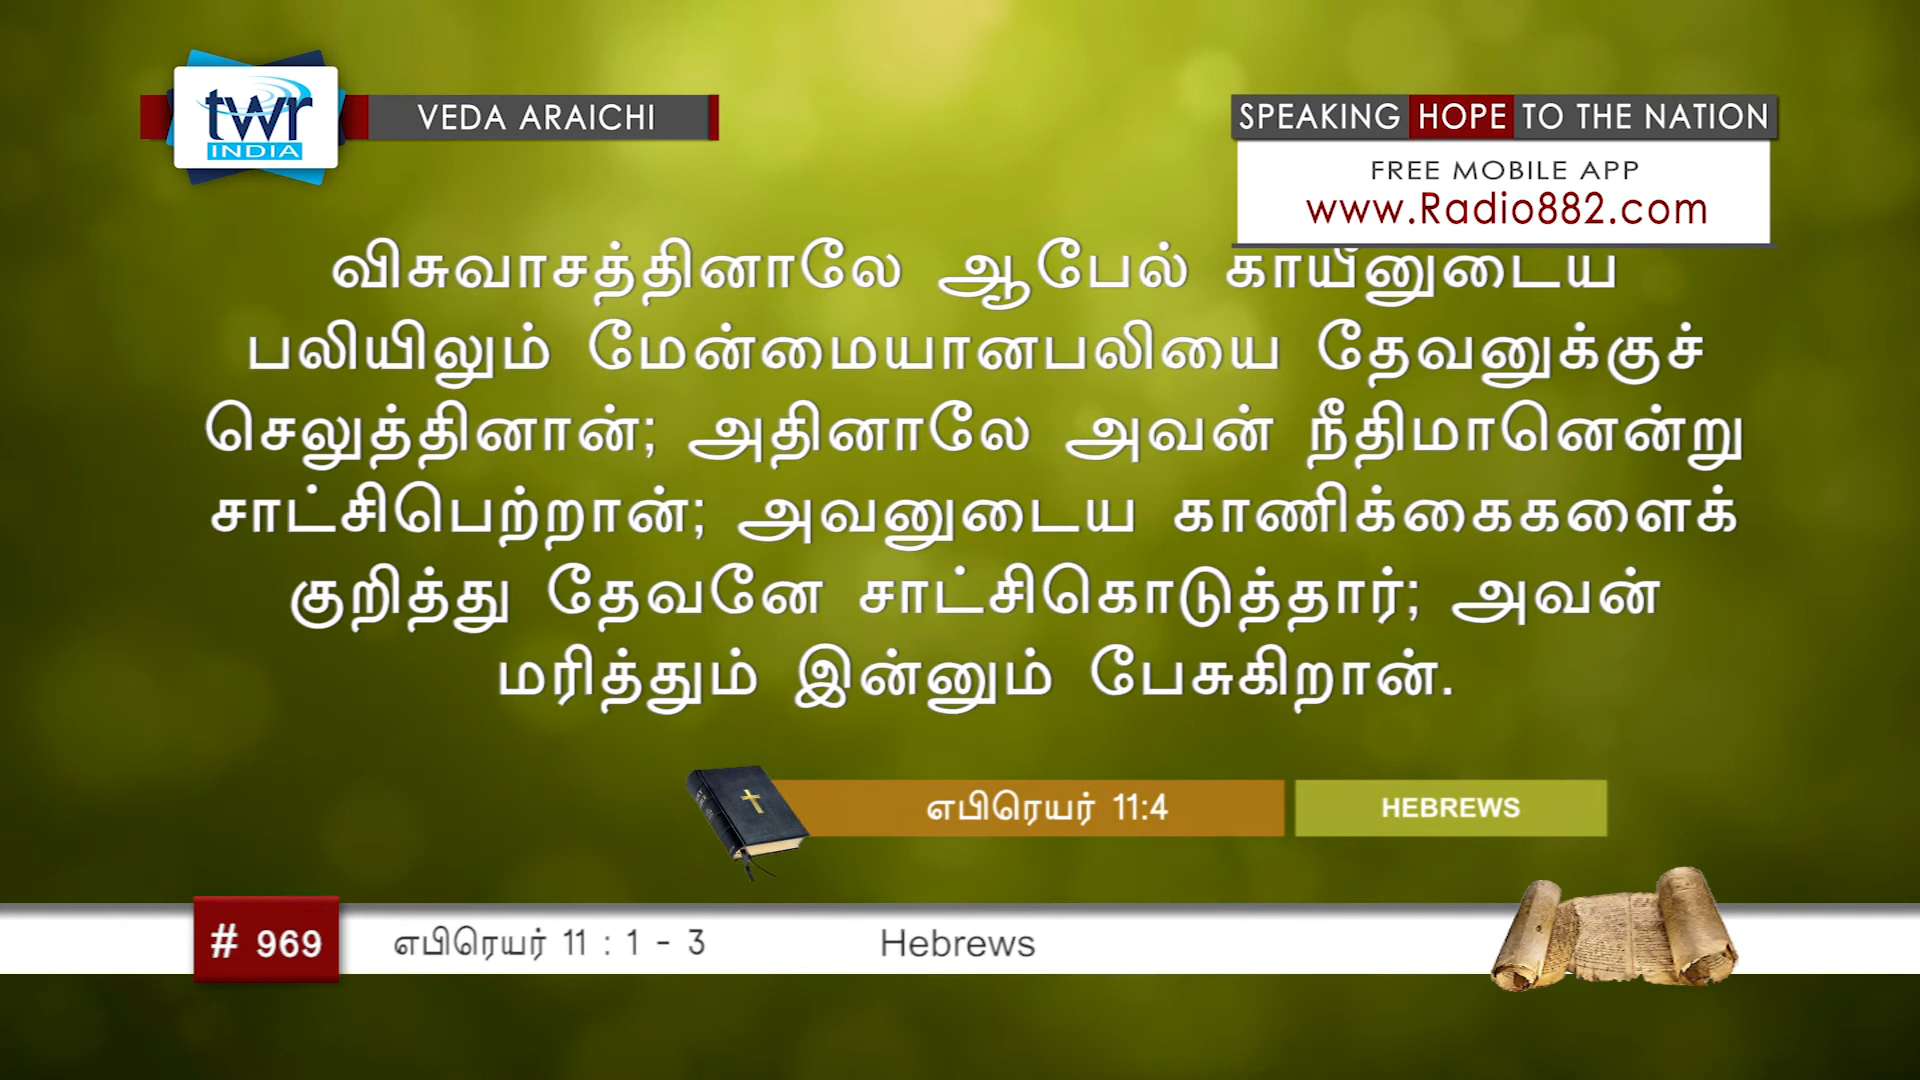 twr
INDIA
VEDA ARAICHI
SPEAKING HOPE TO THE NATION
FREE MOBILE APP
www.Radio882.com
விசுவாசத்தினாலே ஆபேல் காயீனுடைய
பலியிலும் மேன்மையானபலியை தேவனுக்குச்
செலுத்தினான்; அதினாலே அவன் நீதிமானென்று
சாட்சிபெற்றான்; அவனுடைய காணிக்கைகளைக்
குறித்து தேவனே சாட்சிகொடுத்தார்; அவன்
மரித்தும் இன்னும் பேசுகிறான்.
எபிரெயர் 11:4
HEBREWS
# 969 எபிரெயர் 11 : 1 - 3 Hebrews